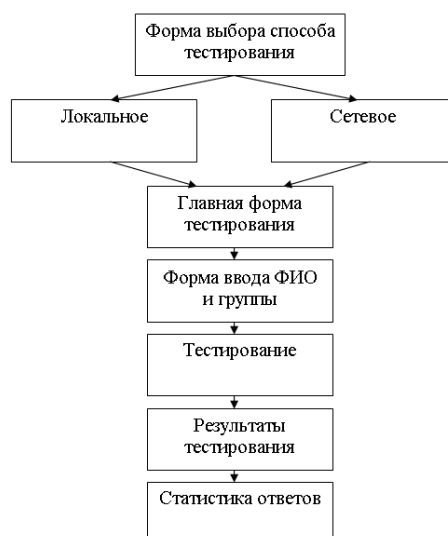 Форма выбора способа
тестирования
Локальное
Сетевое
Главная форма
тестирования
Форма ввода ФИО
и группы
Тестирование
Результаты
тестирования
Статистика ответов